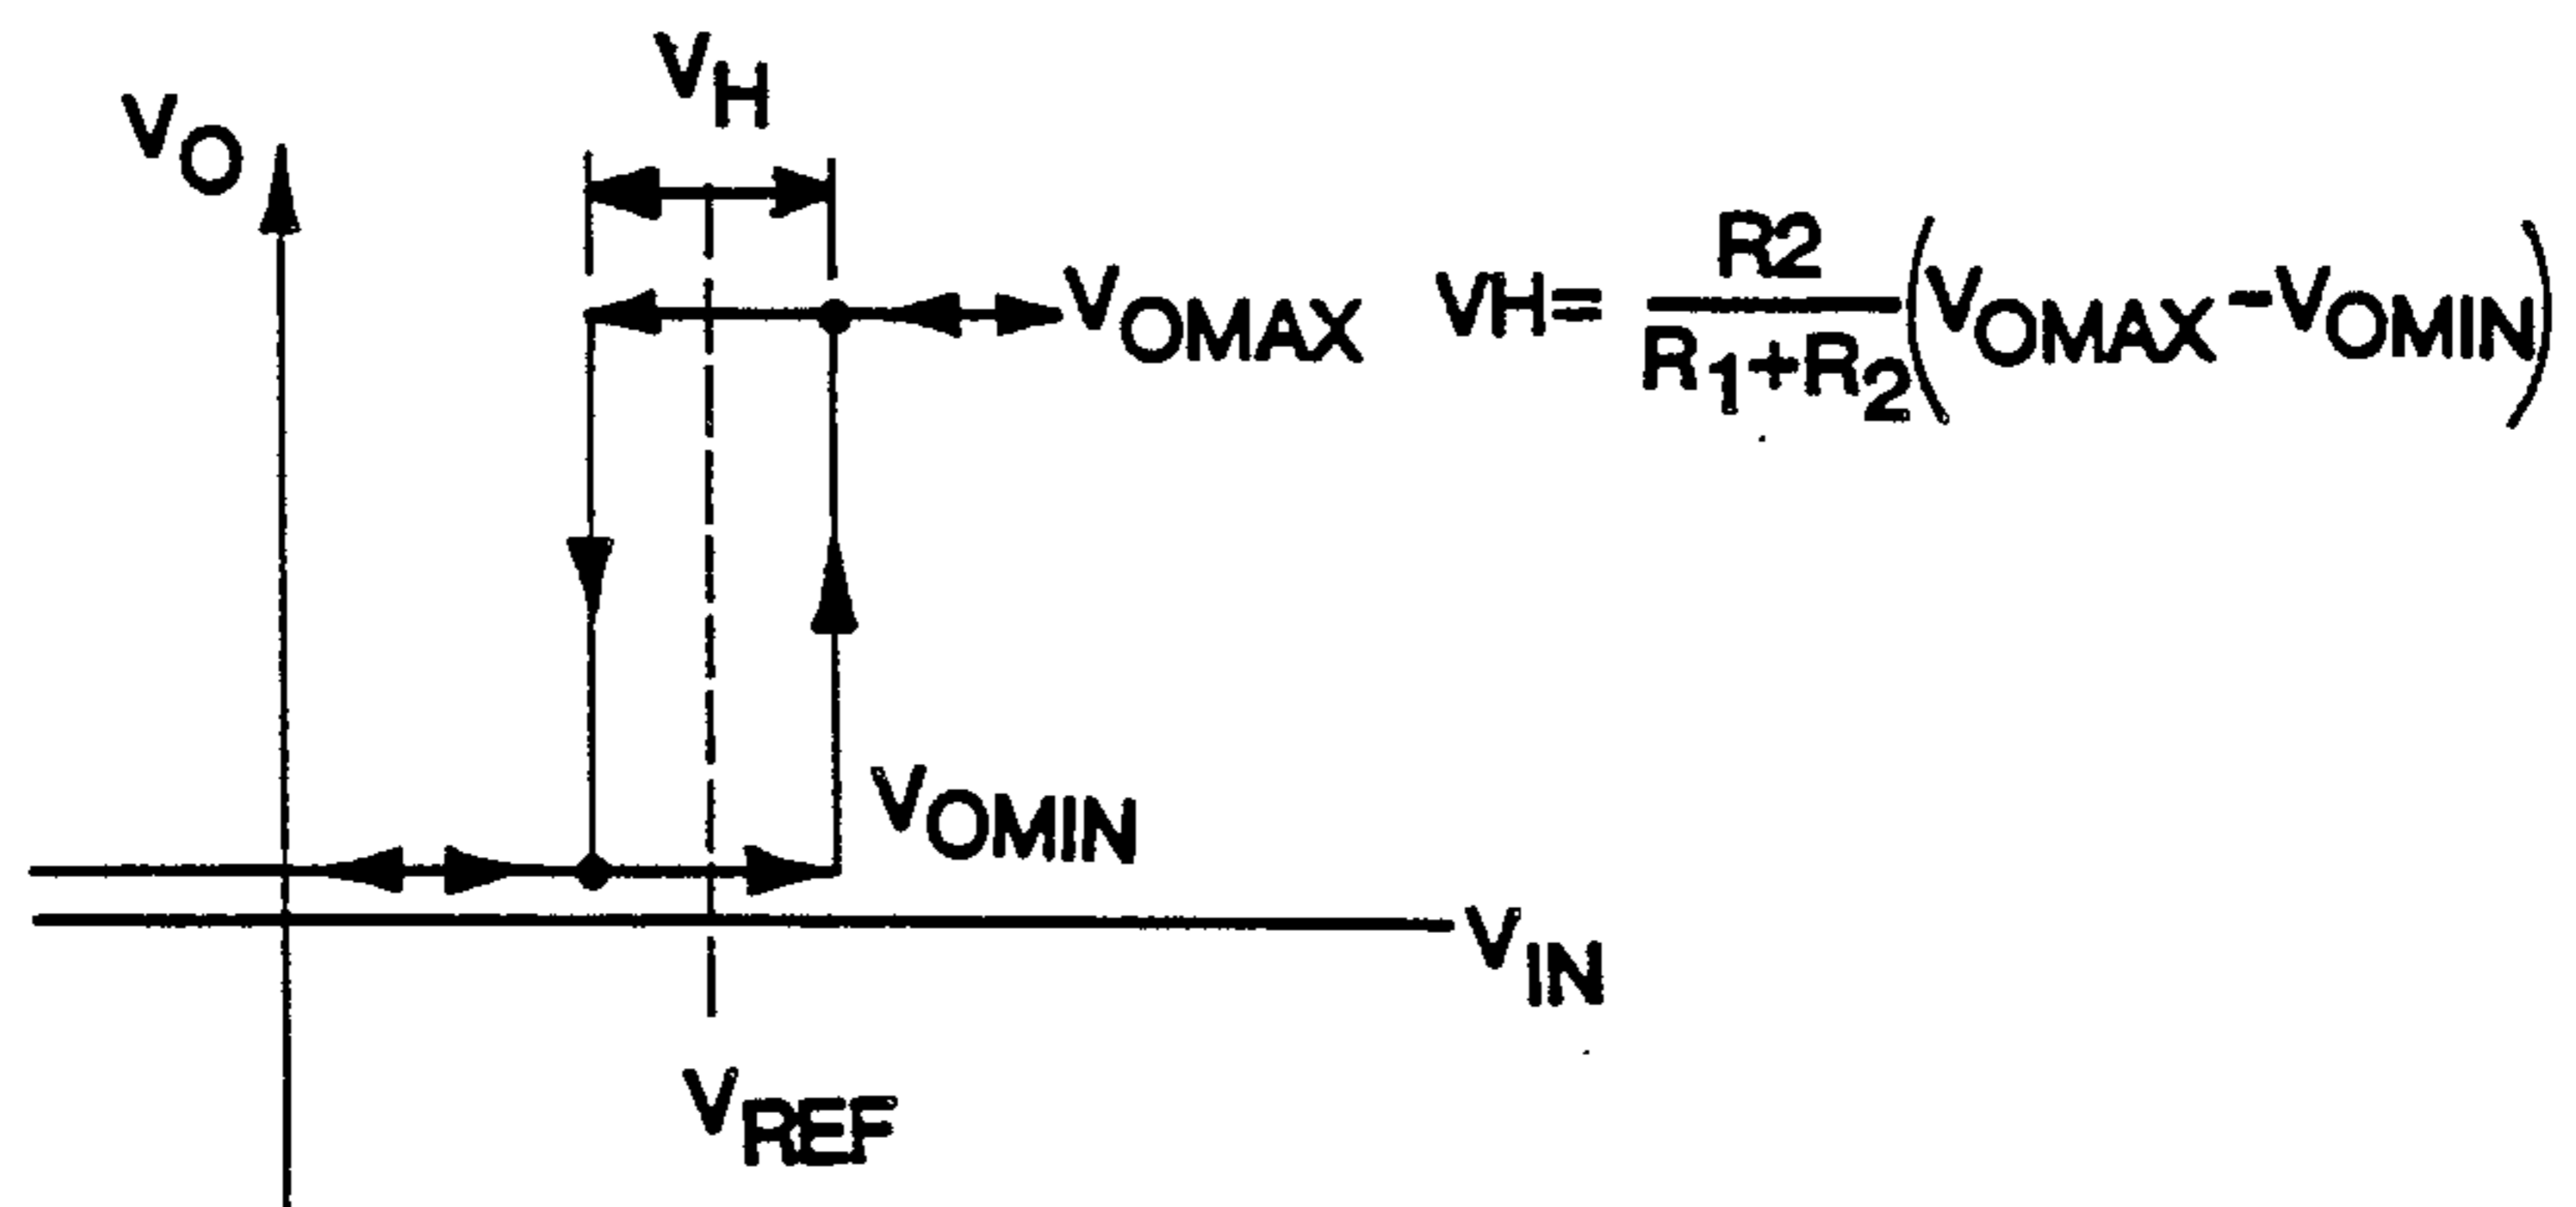 VH
VO
VOMAX VH= R2/R1+R2 (VOMAX-VOMIN)
VOMIN
VIN
VREF